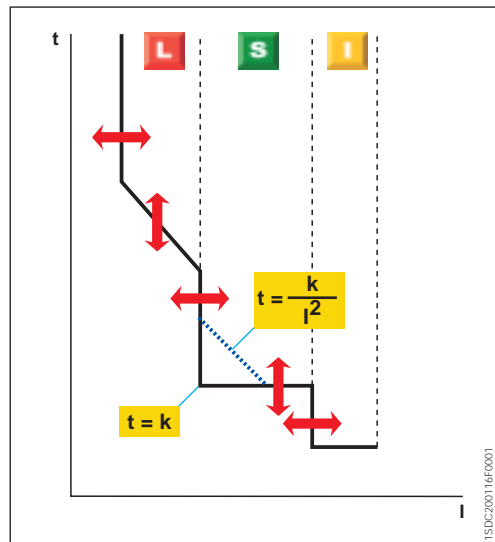 t
L
S
I
t = k
I²
t = k
I
1SDC200116F0001